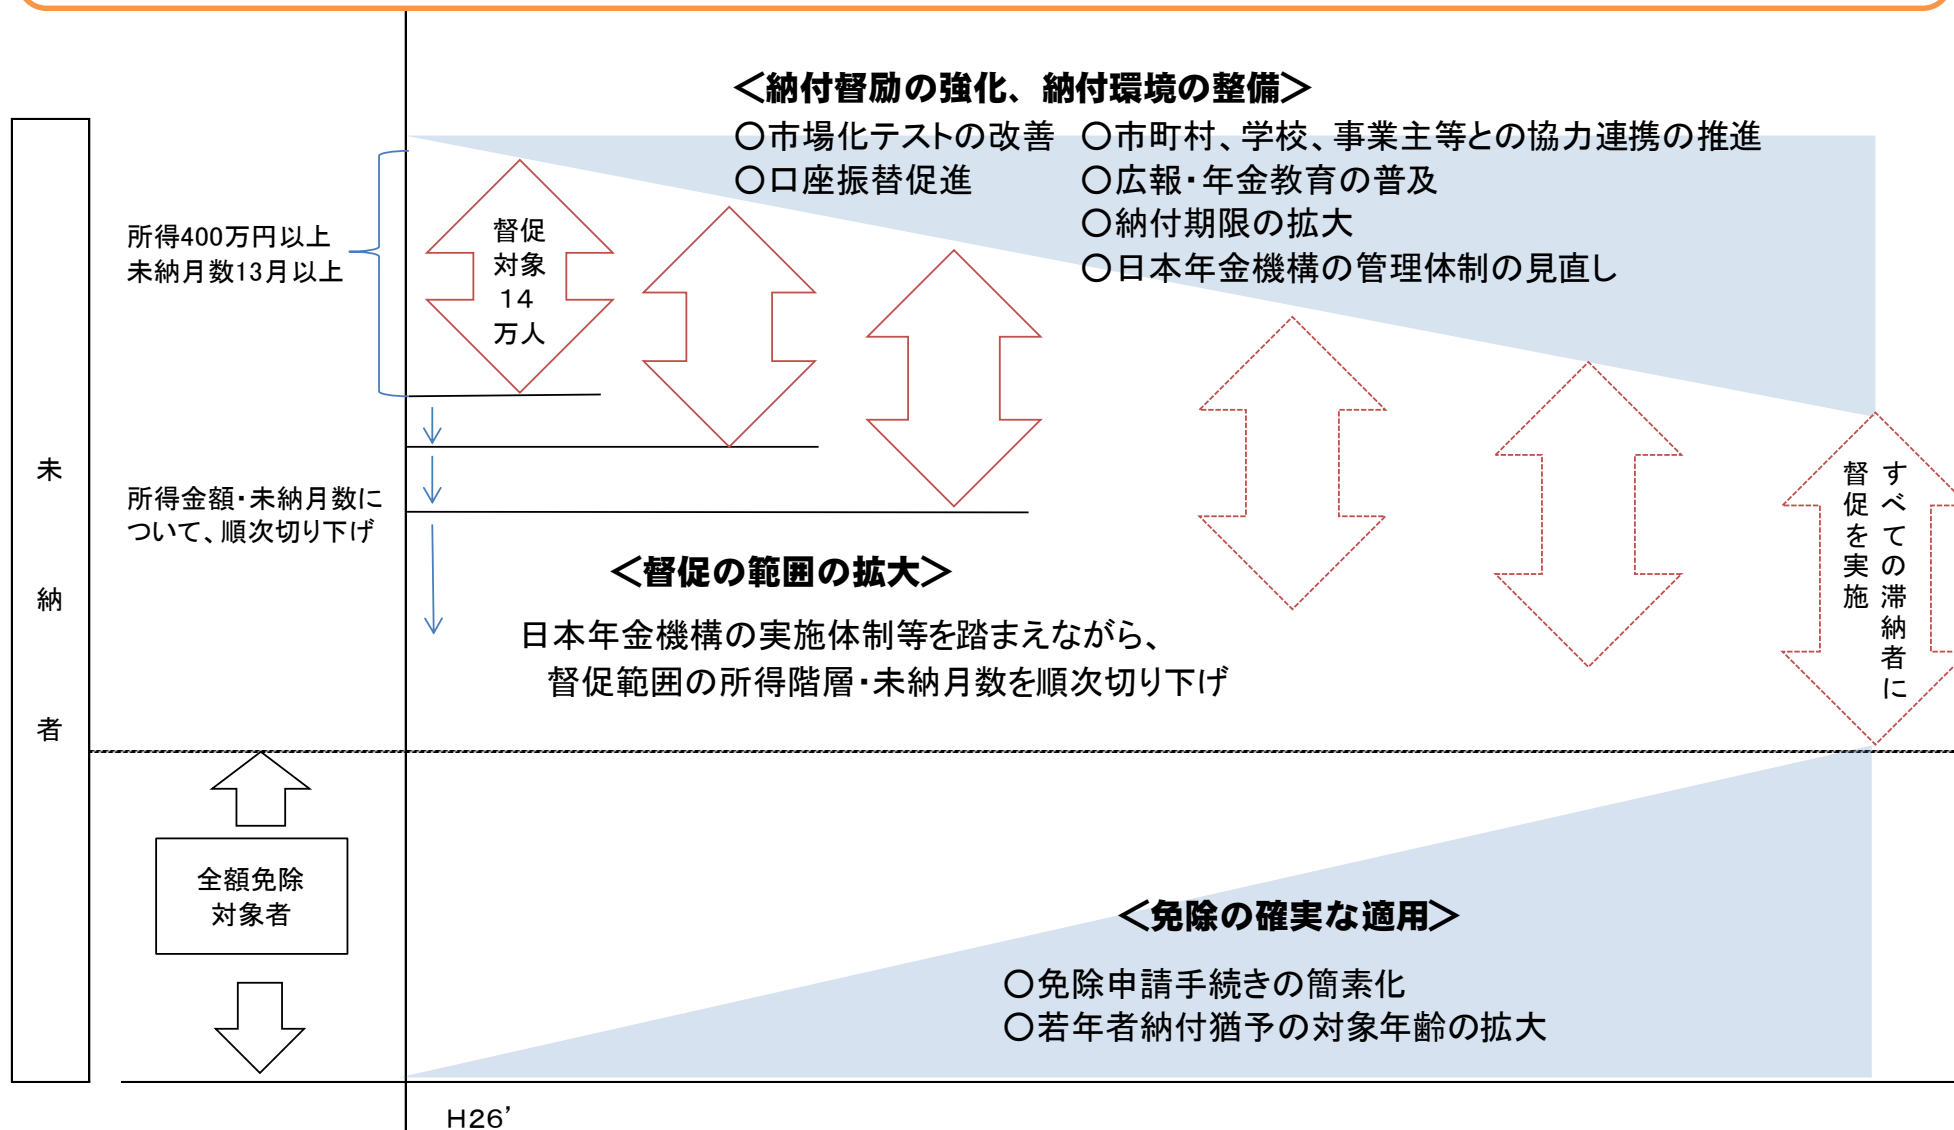 ＜納付督励の強化、納付環境の整備＞
○市場化テストの改善
○口座振替促進
○市町村、学校、事業主等との協力連携の推進
○広報・年金教育の普及
○納付期限の拡大
○日本年金機構の管理体制の見直し
未納者
所得400万円以上
未納月数13月以上
督促
対象
14
万人
所得金額・未納月数に
ついて、順次切り下げ
＜督促の範囲の拡大＞
日本年金機構の実施体制等を踏まえながら、
督促範囲の所得階層・未納月数を順次切り下げ
すべての滞納者に
督促を実施
全額免除
対象者
＜免除の確実な適用＞
○免除申請手続きの簡素化
○若年者納付猶予の対象年齢の拡大
H26’